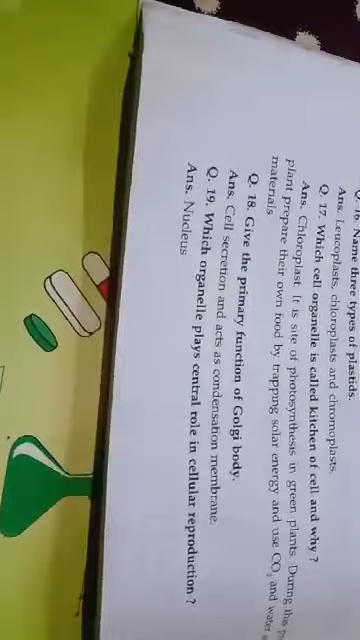 Q. 16. Name three types of plastids.
Ans. Leucoplasts, chloroplasts and chromoplasts.
Q. 17. Which cell organelle is called kitchen of cell and why ?
Ans. Chloroplast. It is site of photosynthesis in green plants. During this
plant prepare their own food by trapping solar energy and use CO2 and water
materials.
Q. 18. Give the primary function of Golgi body.
Ans. Cell secretion and acts as condensation membrane.
Q. 19. Which organelle plays central role in cellular reproduction ?
Ans. Nucleus